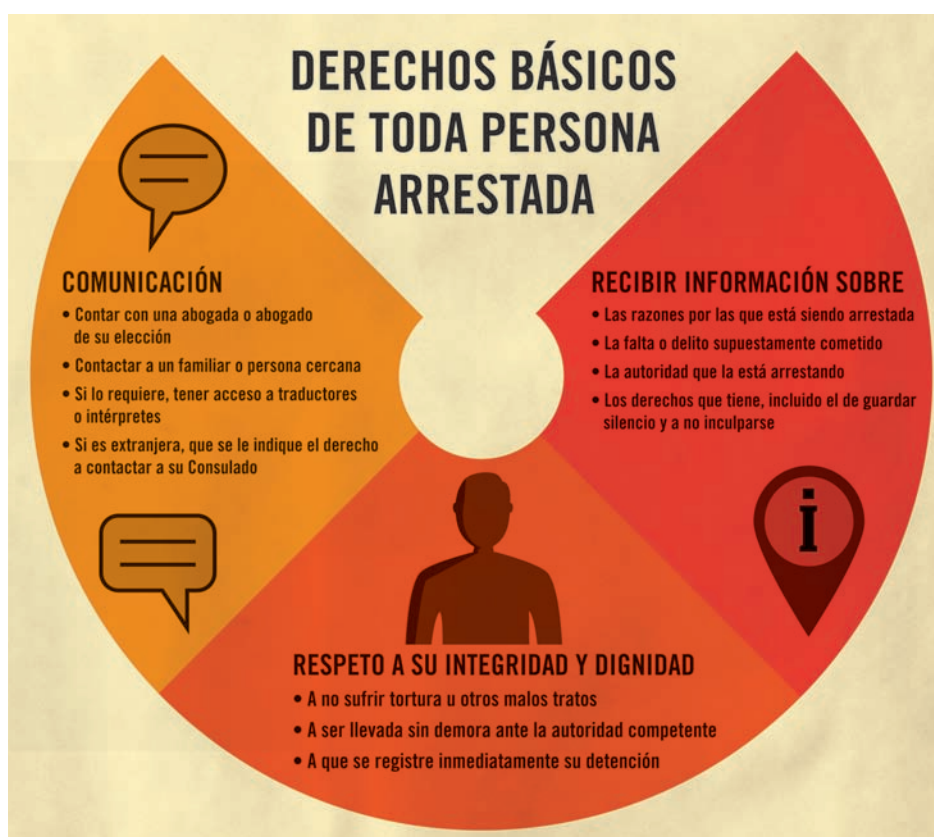 DERECHOS BÁSICOS
DE TODA PERSONA
ARRESTADA
COMUNICACIÓN
• Contar con una abogada o abogado
de su elección
• Contactar a un familiar o persona cercana
• Si lo requiere, tener acceso a traductores
o intérpretes
• Si es extranjera, que se le indique el derecho
a contactar a su Consulado
RECIBIR INFORMACIÓN SOBRE
• Las razones por las que está siendo arrestada
• La falta o delito supuestamente cometido
• La autoridad que la está arrestando
• Los derechos que tiene, incluido el de guardar
silencio y a no inculparse
i
RESPETO A SU INTEGRIDAD Y DIGNIDAD
• A no sufrir tortura u otros malos tratos
• A ser llevada sin demora ante la autoridad competente
• A que se registre inmediatamente su detención